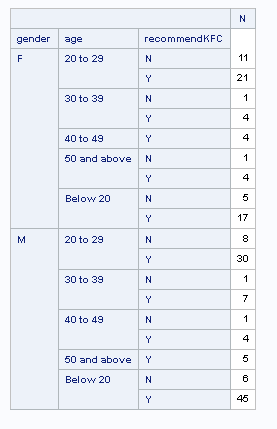 N
gender age recommendKFC
F 20 to 29 N 11
Y 21
30 to 39 N 1
Y 4
40 to 49 Y 4
50 and above N 1
Y 4
Below 20 N 5
Y 17
M 20 to 29 N 8
Y 30
30 to 39 N 1
Y 7
40 to 49 N 1
Y 4
50 and above Y 5
Below 20 N 6
Y 45